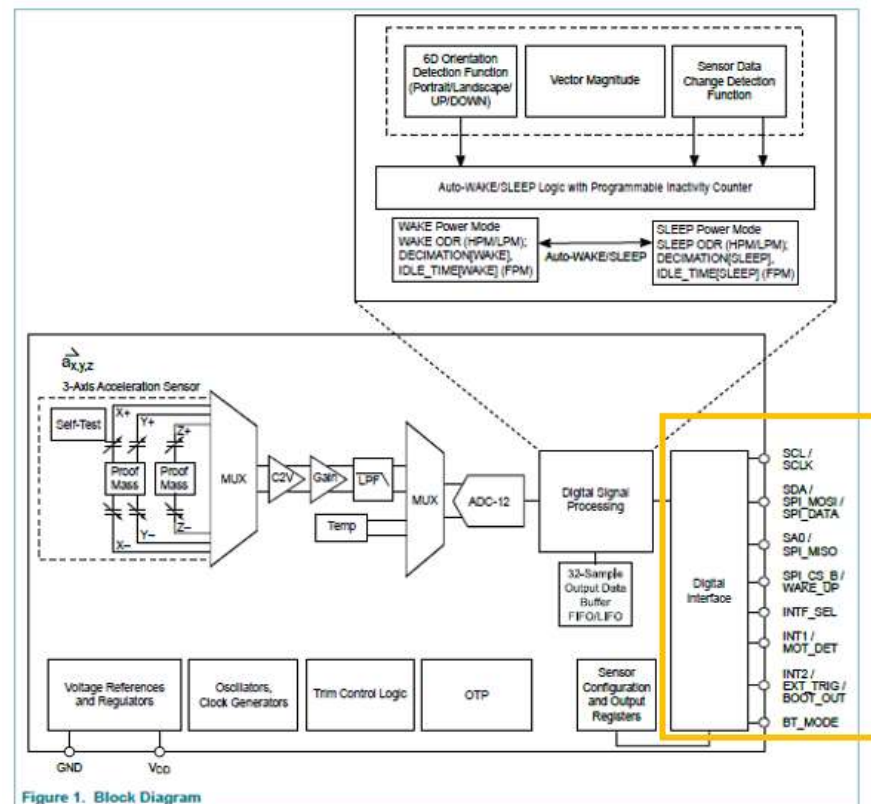 6D Orientation
Detection Function
(Portrait/Landscape/
UP/DOWN)
Vector Magnitude
Sensor Data
Change Detection
Function
Auto-WAKE/SLEEP Logic with Programmable Inactivity Counter
WAKE Power Mode
WAKE ODR (HPM/LPM);
DECIMATION[WAKE],
IDLE_TIME[WAKE] (FPM)
Auto-WAKE/SLEEP
SLEEP Power Mode
SLEEP ODR (HPM/LPM);
DECIMATION[SLEEP],
IDLE_TIME[SLEEP] (FPM)
ax,y,z
3-Axis Acceleration Sensor
Self-Test
X+
Y+
Z+
Proof
Mass
Proof
Mass
X–
Y–
Z–
MUX
C2V
Gain
LPF
Temp
MUX
ADC-12
Digital Signal
Processing
32-Sample
Output Data
Buffer
FIFO/LIFO
Digital
Interface
SCL /
SCLK
SDA /
SPI_MOSI /
SPI_DATA
SA0 /
SPI_MISO
SPI_CS_B /
WAKE_UP
INTF_SEL
INT1 /
MOT_DET
INT2 /
EXT_TRIG /
BOOT_OUT
BT_MODE
Voltage References
and Regulators
Oscillators,
Clock Generators
Trim Control Logic
OTP
Sensor
Configuration
and Output
Registers
GND
VDD
Figure 1. Block Diagram